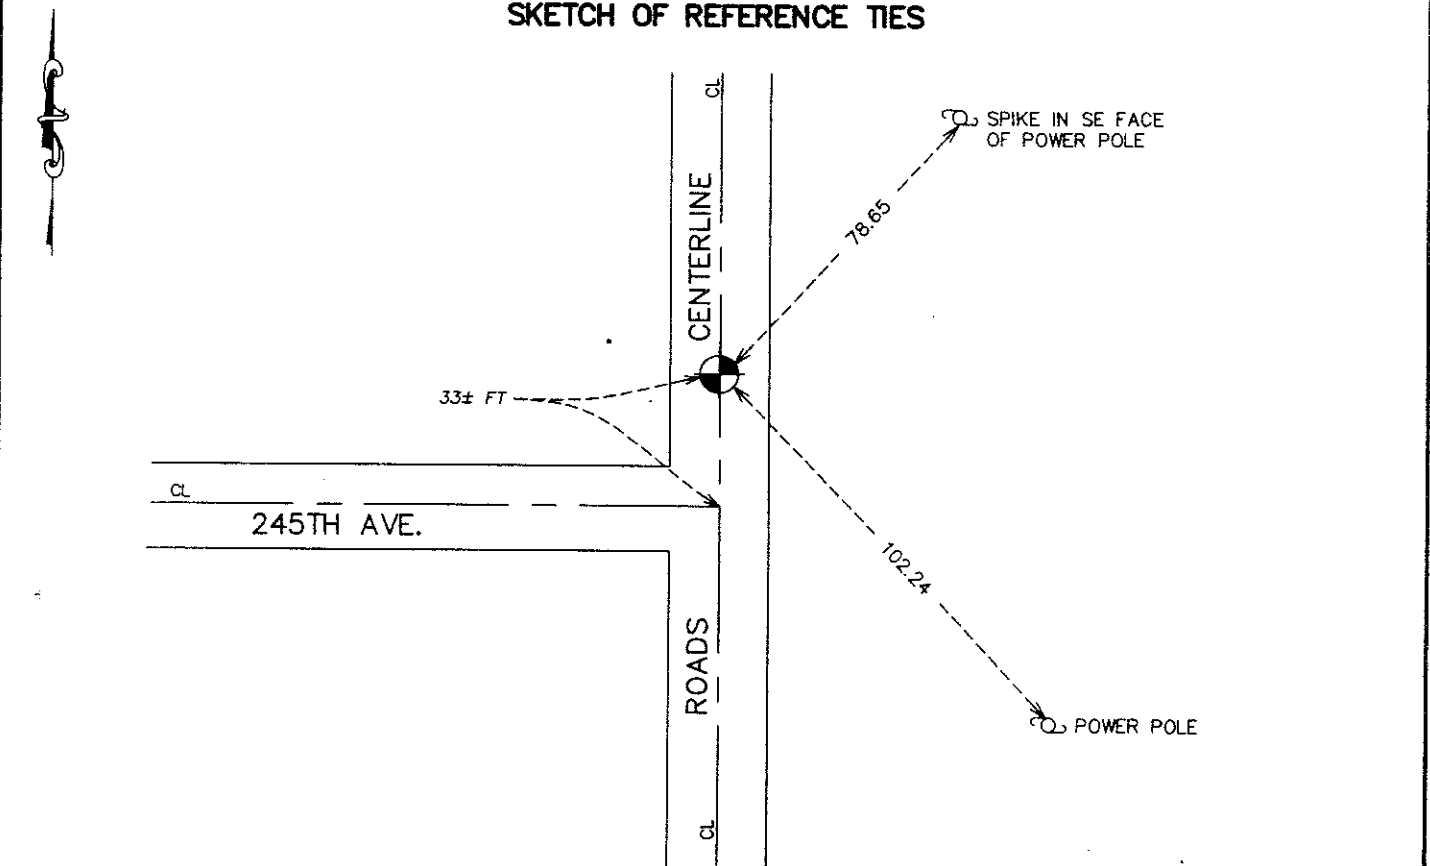 SKETCH OF REFERENCE TIES
CL
SPIKE IN SE FACE
OF POWER POLE
CENTERLINE
78.65
33± FT
CL
245TH AVE.
102.24
ROADS
POWER POLE
CL